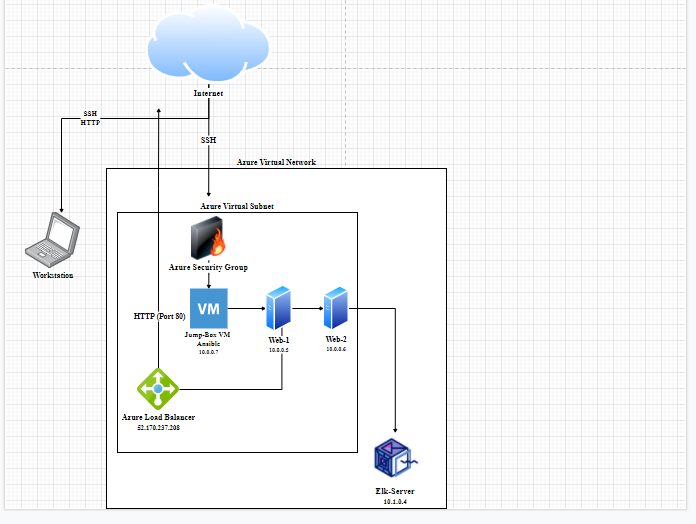 Internet
SSH
HTTP
SSH
Azure Virtual Network
Azure Virtual Subnet
Azure Security Group
Workstation
VM
HTTP (Port 80)
Jump-Box VM
Ansible
10.0.0.7
Web-1
10.0.0.5
Web-2
10.0.0.6
Azure Load Balancer
52.170.237.208
Elk-Server
10.1.0.4